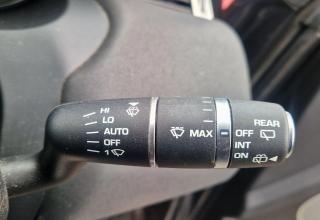 HI
LO
AUTO
OFF
1
MAX
REAR
OFF
INT
ON